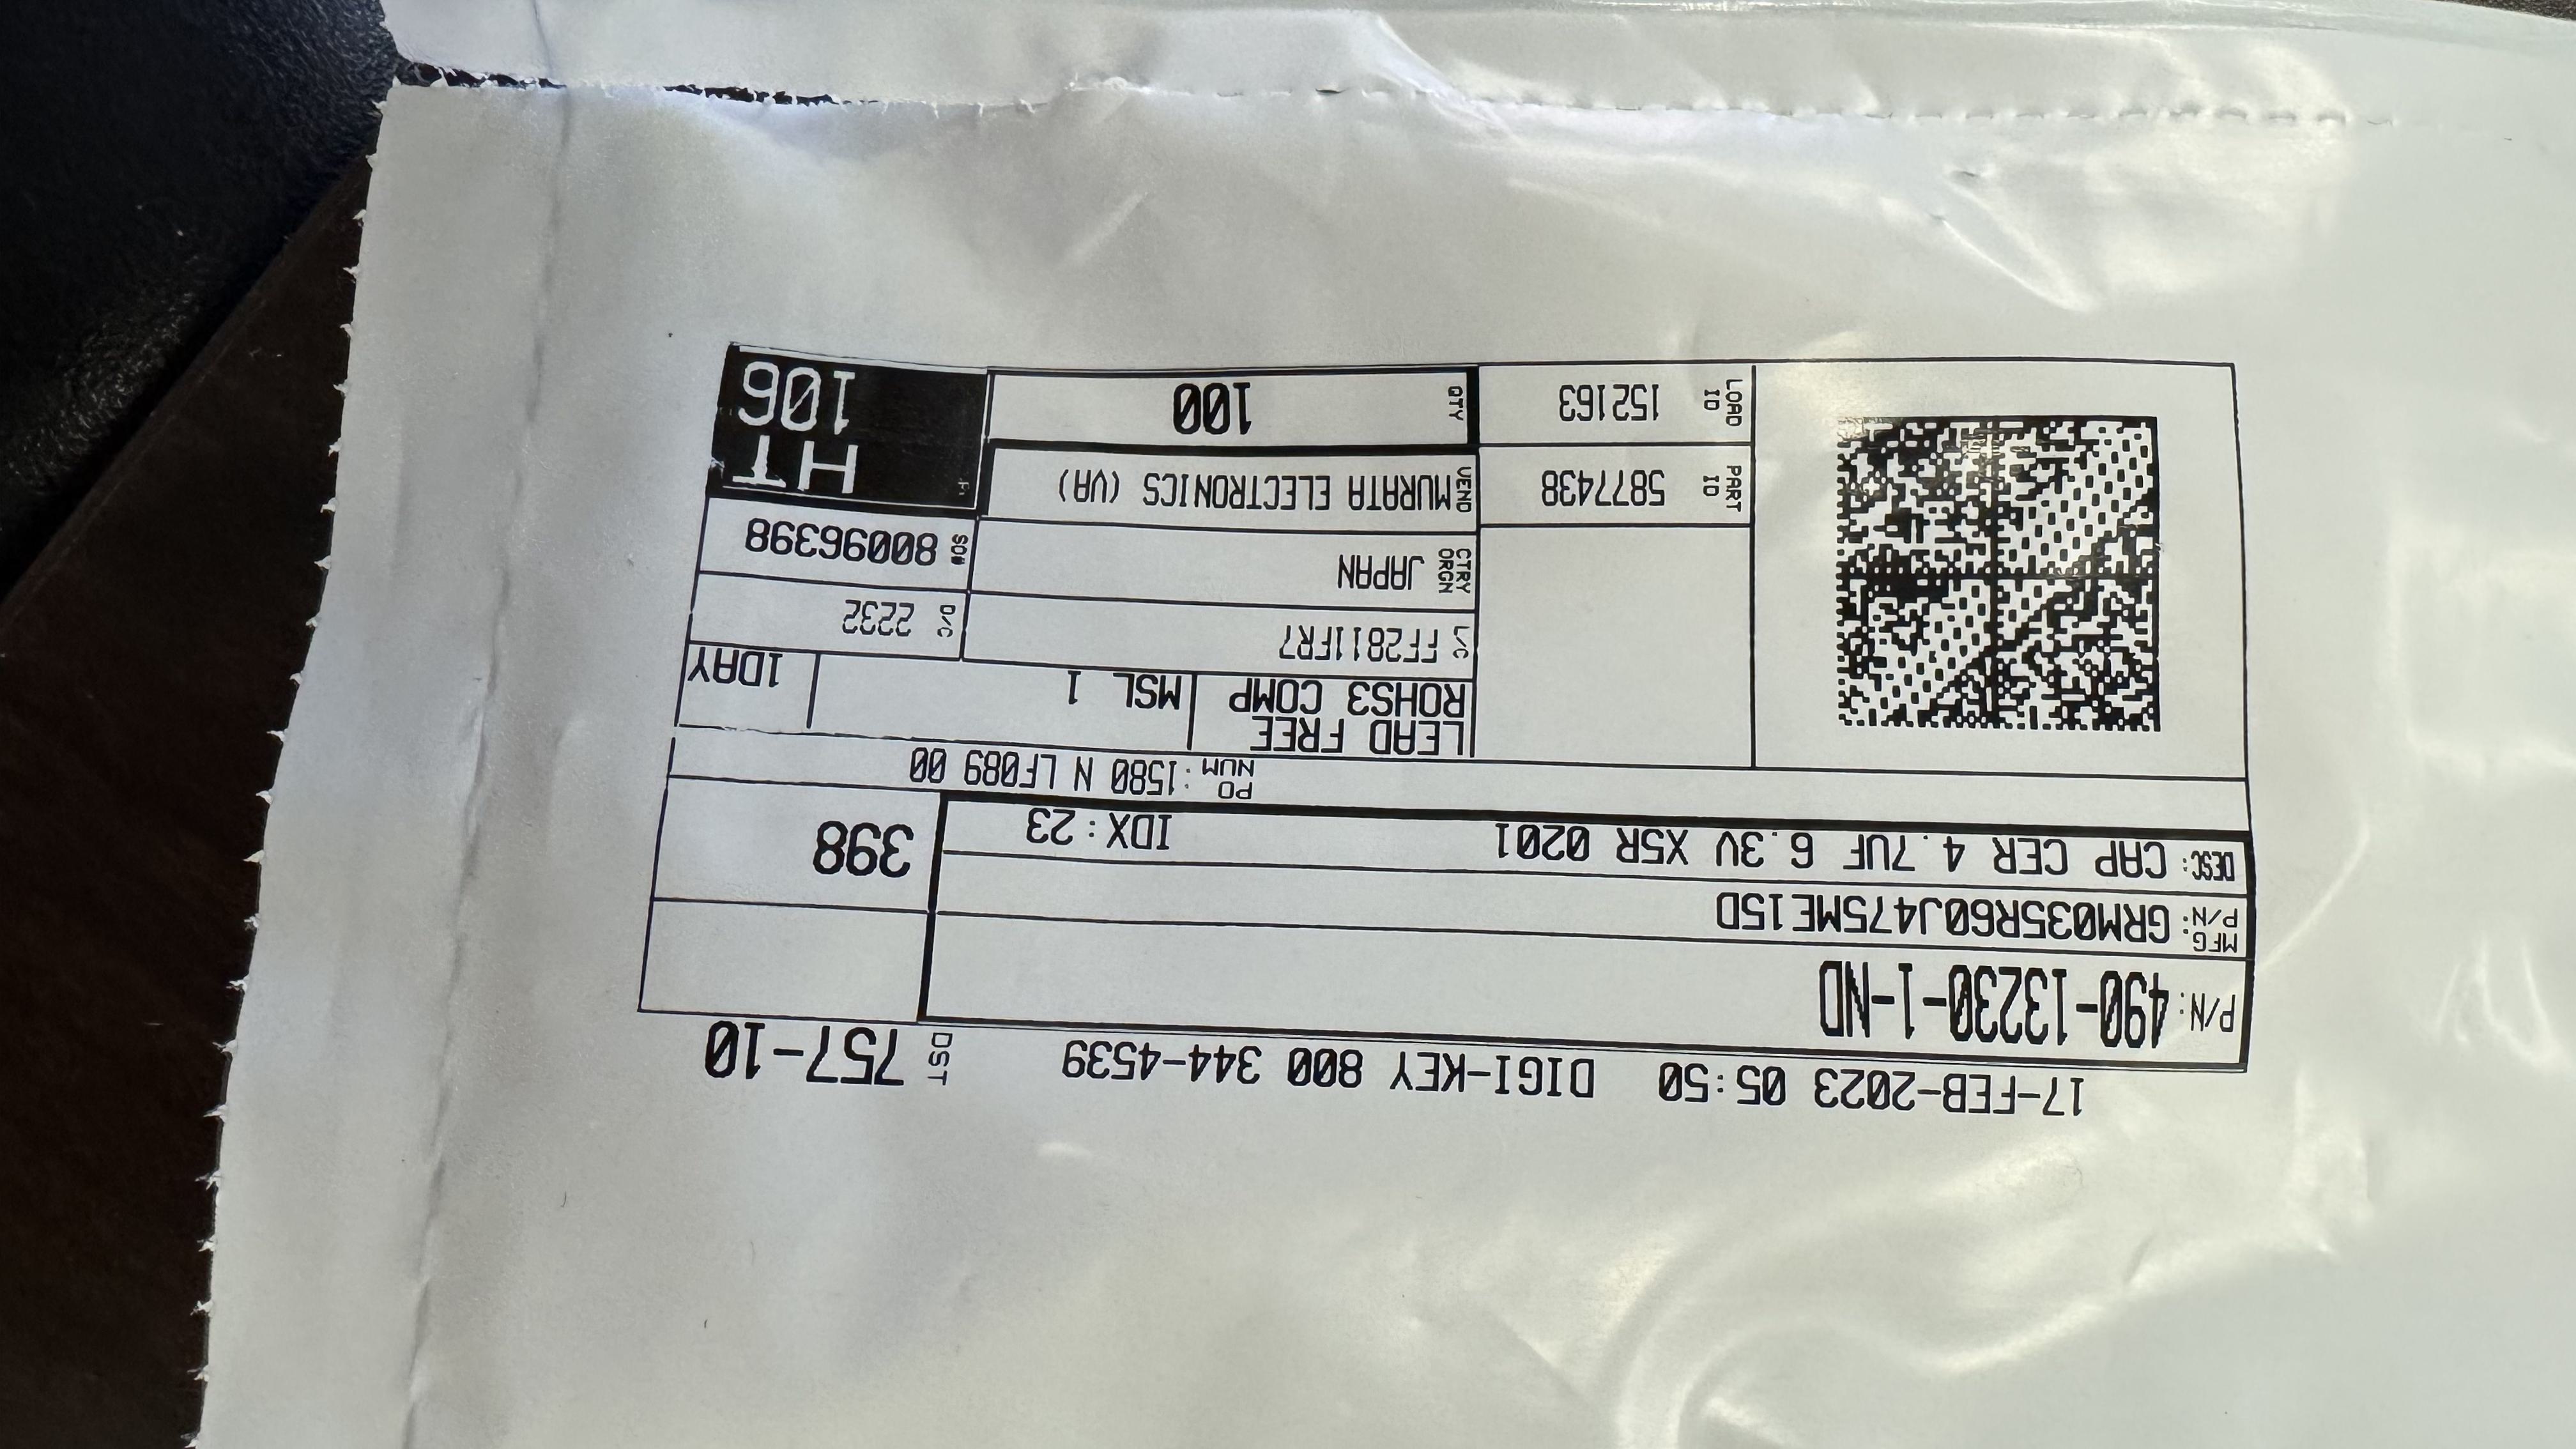 17-FEB-2023 05:50 DIGI-KEY 800 344-4539 DST 757-10
P/N: 490-13230-1-ND
MFG. P/N: GRM035R60J475ME15D
DESC: CAP CER 4.7UF 6.3V X5R 0201 IDX: 23
398
PO NUM: 1580 N LF089 00
LEAD FREE
ROHS3 COMP MSL 1 1DAY
L/C FF2811FR7 D/C 2232
CTRY ORGN JAPAN SO# 80096398
PART ID 5877438 VEND MURATA ELECTRONICS (VA) HT
LOAD ID 152163 QTY 100 106